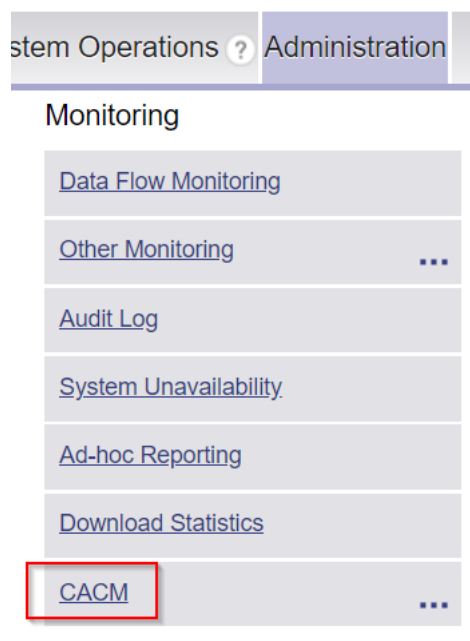 stem Operations ? Administration
Monitoring
Data Flow Monitoring
Other Monitoring ...
Audit Log
System Unavailability
Ad-hoc Reporting
Download Statistics
CACM ...